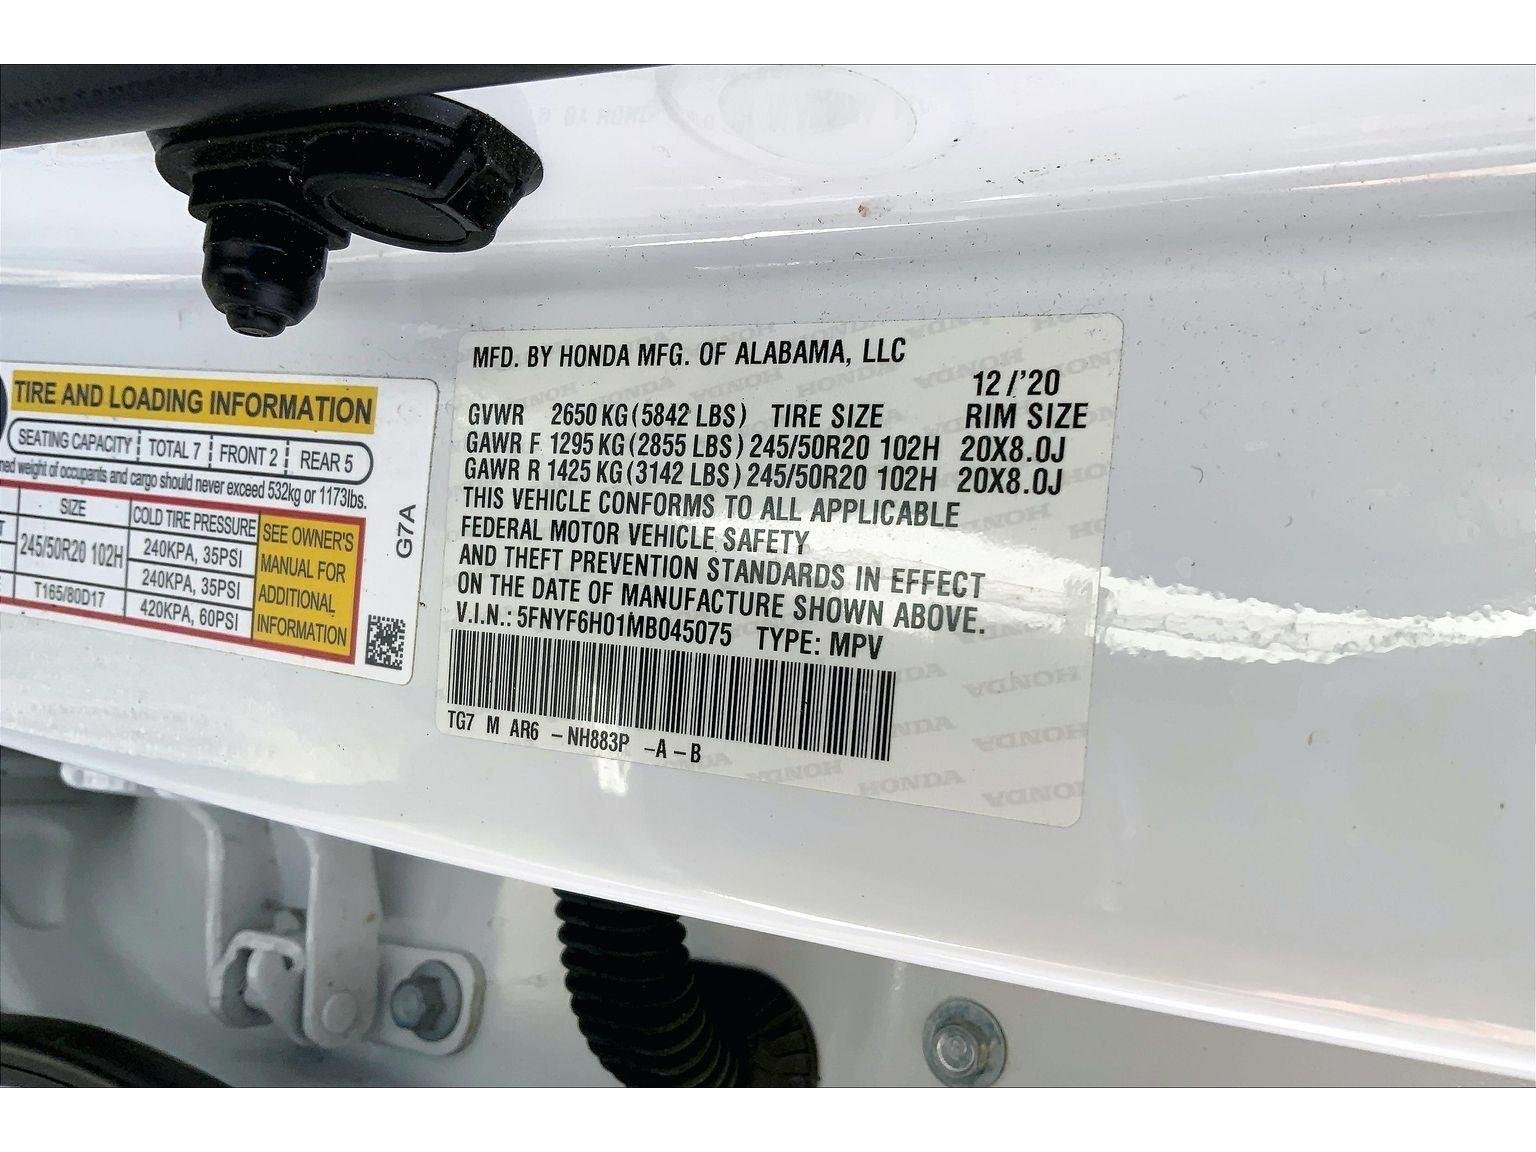 TIRE AND LOADING INFORMATION
SEATING CAPACITY TOTAL 7 FRONT 2 REAR 5
weight of occupants and cargo should never exceed 532kg or 1173lbs.
SIZE COLD TIRE PRESSURE
245/50R20 102H
240KPA, 35PSI
240KPA, 35PSI
T165/80D17 420KPA, 60PSI
SEE OWNER'S
MANUAL FOR
ADDITIONAL
INFORMATION
G7A
MFD. BY HONDA MFG. OF ALABAMA, LLC
12/'20
GVWR 2650 KG (5842 LBS) TIRE SIZE RIM SIZE
GAWR F 1295 KG (2855 LBS) 245/50R20 102H 20X8.0J
GAWR R 1425 KG (3142 LBS) 245/50R20 102H 20X8.0J
THIS VEHICLE CONFORMS TO ALL APPLICABLE
FEDERAL MOTOR VEHICLE SAFETY
AND THEFT PREVENTION STANDARDS IN EFFECT
ON THE DATE OF MANUFACTURE SHOWN ABOVE.
V.I.N.: 5FNYF6H01MB045075 TYPE: MPV
TG7 M AR6 -NH883P -A-B